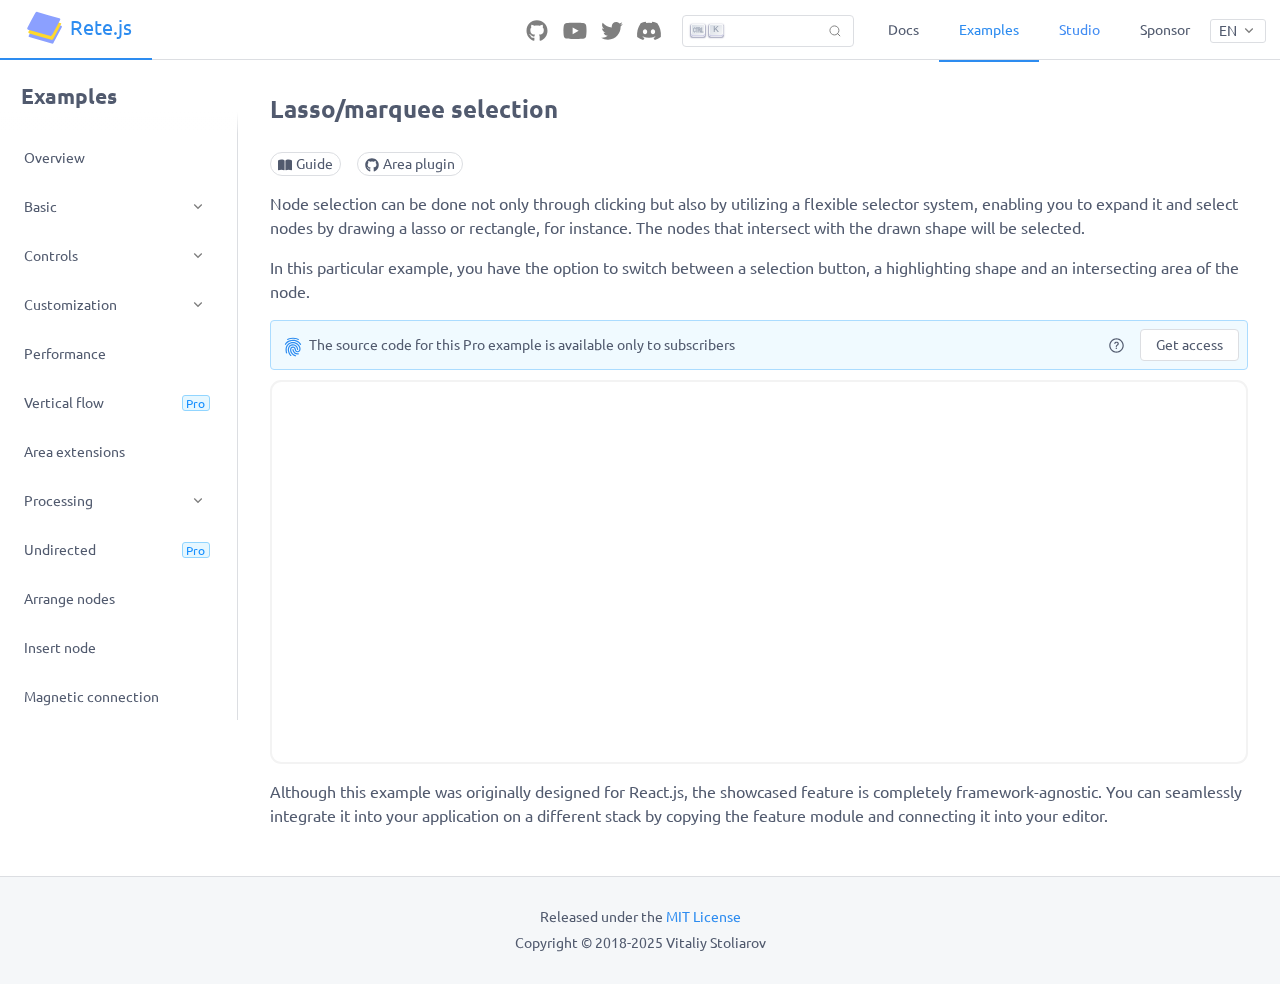 Rete.js
K
Docs
Examples
Studio
Sponsor
EN
Examples
Overview
Basic
Controls
Customization
Performance
Vertical flow
Pro
Area extensions
Processing
Undirected
Pro
Arrange nodes
Insert node
Magnetic connection
Lasso/marquee selection
Guide
Area plugin
Node selection can be done not only through clicking but also by utilizing a flexible selector system, enabling you to expand it and select
nodes by drawing a lasso or rectangle, for instance. The nodes that intersect with the drawn shape will be selected.
In this particular example, you have the option to switch between a selection button, a highlighting shape and an intersecting area of the
node.
The source code for this Pro example is available only to subscribers
Get access
Although this example was originally designed for React.js, the showcased feature is completely framework-agnostic. You can seamlessly
integrate it into your application on a different stack by copying the feature module and connecting it into your editor.
Released under the MIT License
Copyright © 2018-2025 Vitaliy Stoliarov